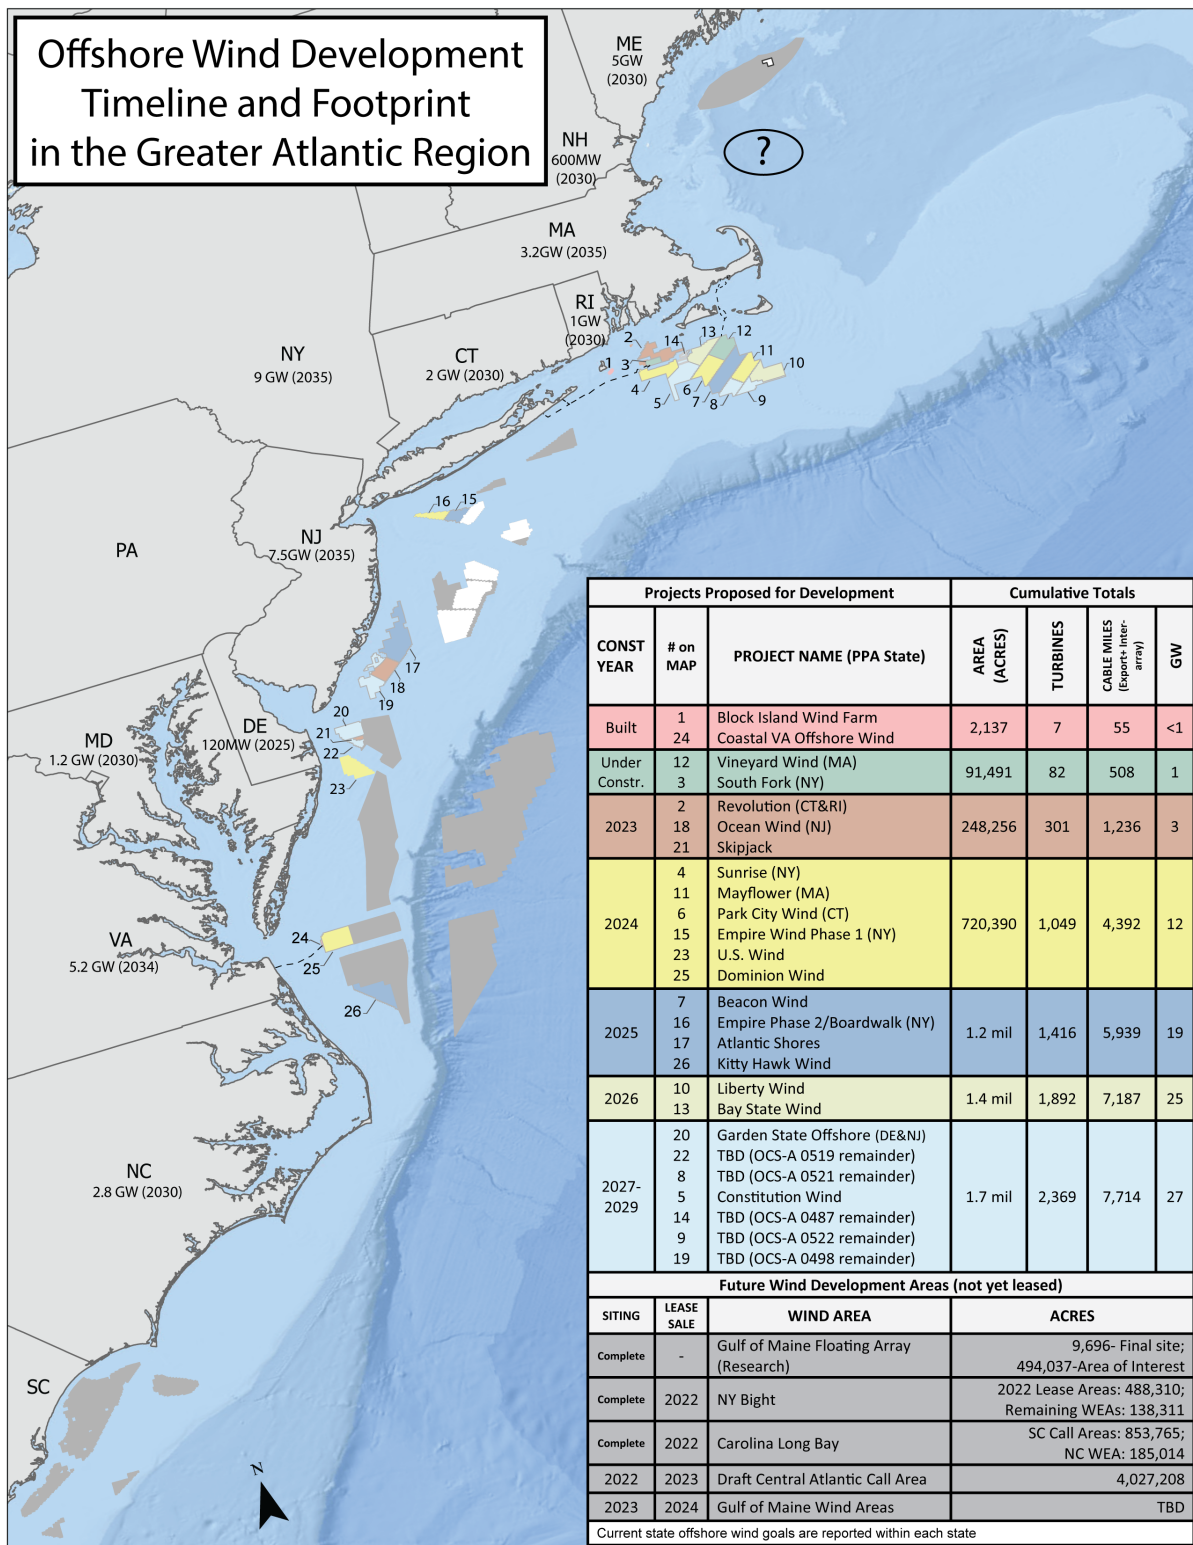 Offshore Wind Development
Timeline and Footprint
in the Greater Atlantic Region
ME
5GW
(2030)
?
NH
600MW
(2030)
MA
3.2GW (2035)
RI
1GW
(2030)
CT
2 GW (2030)
NY
9 GW (2035)
PA
NJ
7.5GW (2035)
DE
120MW (2025)
MD
1.2 GW (2030)
VA
5.2 GW (2034)
NC
2.8 GW (2030)
SC
N
1
2
3
4
5
6
7
8
9
10
11
12
13
14
16
15
17
18
19
20
21
22
23
24
25
26
Projects Proposed for Development
Cumulative Totals
CONST YEAR
# on MAP
PROJECT NAME (PPA State)
AREA (ACRES)
TURBINES
CABLE MILES (Export+ Inter-array)
GW
Built
1 Block Island Wind Farm
24 Coastal VA Offshore Wind
2,137 7 55 <1
Under Constr.
12 Vineyard Wind (MA)
3 South Fork (NY)
91,491 82 508 1
2023
2 Revolution (CT&RI)
18 Ocean Wind (NJ)
21 Skipjack
248,256 301 1,236 3
2024
4 Sunrise (NY)
11 Mayflower (MA)
6 Park City Wind (CT)
15 Empire Wind Phase 1 (NY)
23 U.S. Wind
25 Dominion Wind
720,390 1,049 4,392 12
2025
7 Beacon Wind
16 Empire Phase 2/Boardwalk (NY)
17 Atlantic Shores
26 Kitty Hawk Wind
1.2 mil 1,416 5,939 19
2026
10 Liberty Wind
13 Bay State Wind
1.4 mil 1,892 7,187 25
2027-2029
20 Garden State Offshore (DE&NJ)
22 TBD (OCS-A 0519 remainder)
8 TBD (OCS-A 0521 remainder)
5 Constitution Wind
14 TBD (OCS-A 0487 remainder)
9 TBD (OCS-A 0522 remainder)
19 TBD (OCS-A 0498 remainder)
1.7 mil 2,369 7,714 27
Future Wind Development Areas (not yet leased)
SITING
LEASE SALE
WIND AREA
ACRES
Complete - Gulf of Maine Floating Array (Research)
9,696- Final site;
494,037-Area of Interest
Complete 2022 NY Bight
2022 Lease Areas: 488,310;
Remaining WEAs: 138,311
Complete 2022 Carolina Long Bay
SC Call Areas: 853,765;
NC WEA: 185,014
2022 2023 Draft Central Atlantic Call Area 4,027,208
2023 2024 Gulf of Maine Wind Areas TBD
Current state offshore wind goals are reported within each state